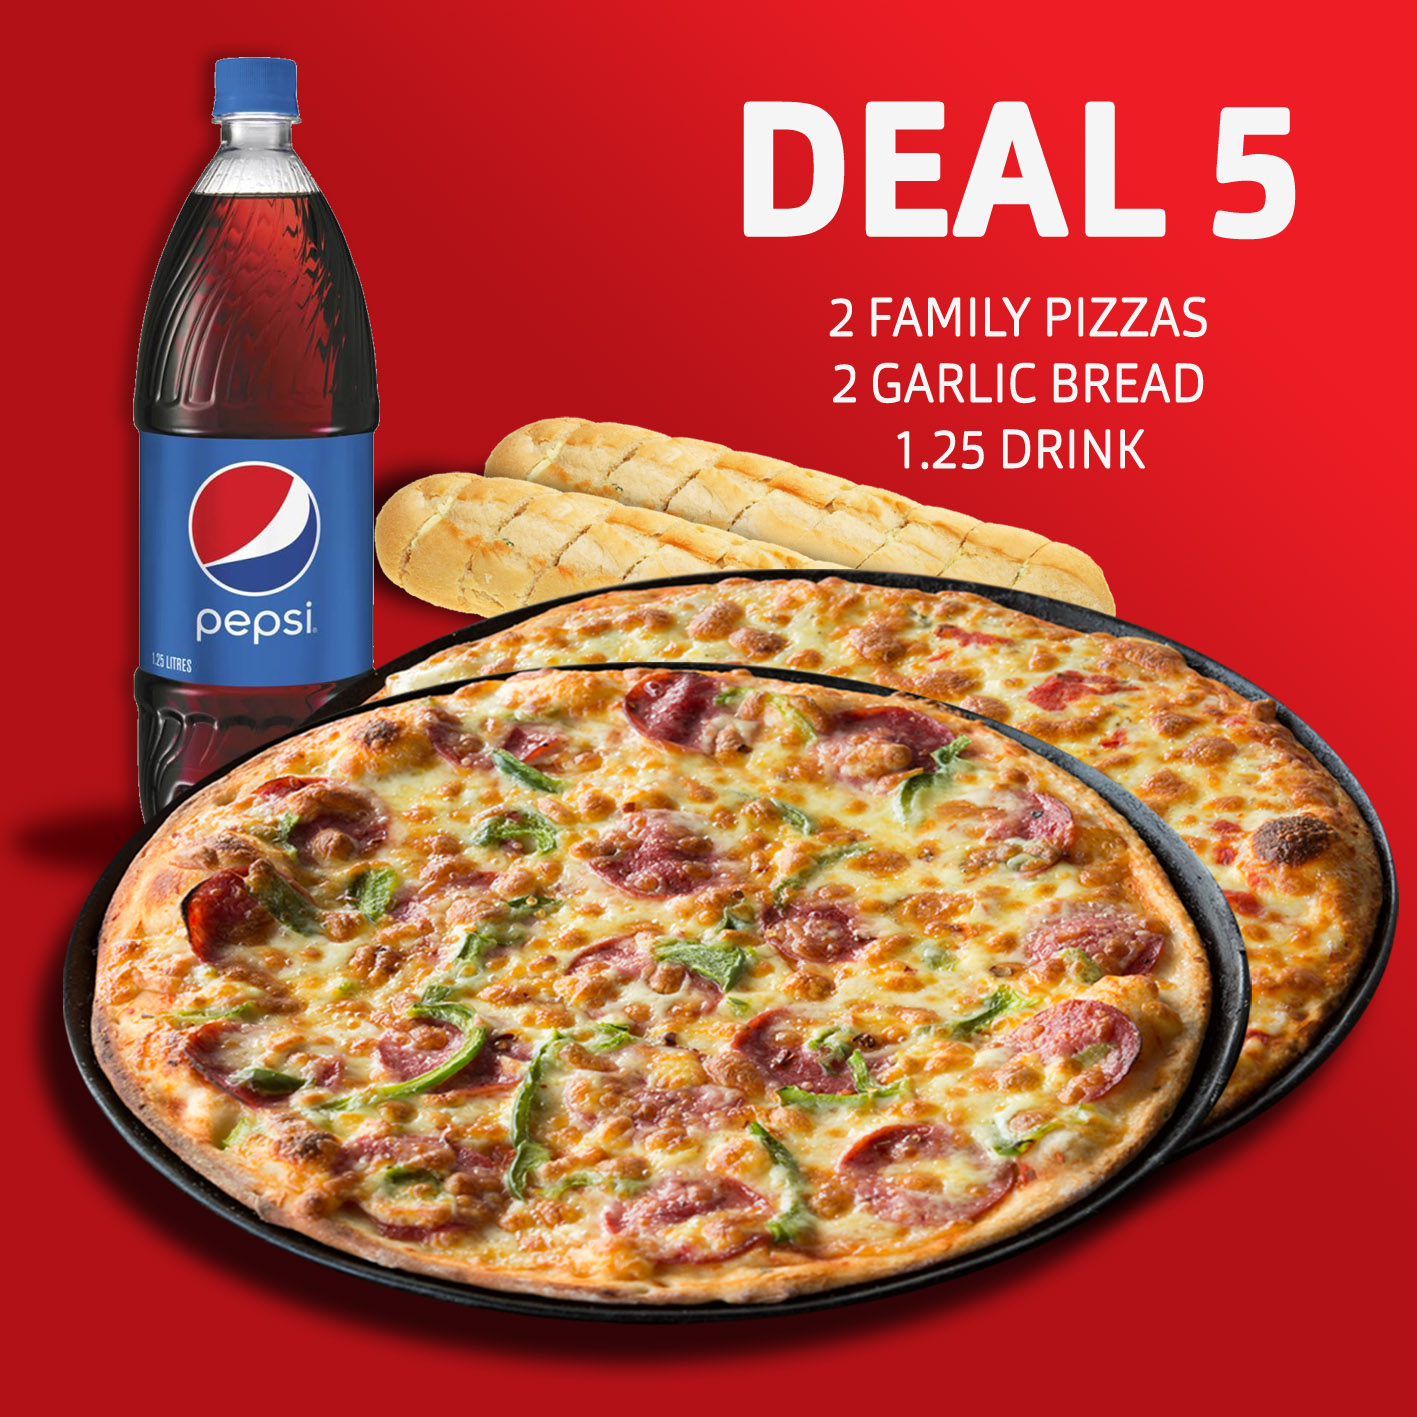 DEAL 5
2 FAMILY PIZZAS
2 GARLIC BREAD
1.25 DRINK
pepsi
1.25 LITRES